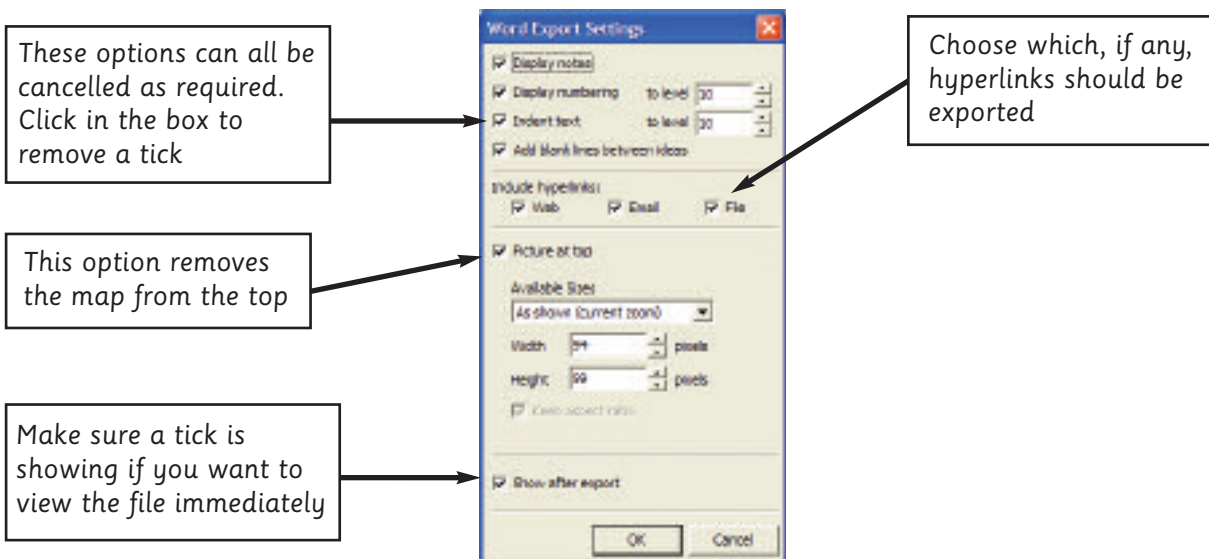 These options can all be
cancelled as required.
Click in the box to
remove a tick
This option removes
the map from the top
Make sure a tick is
showing if you want to
view the file immediately
Word Export Settings
Display notes
Display numbering to level 10
Indent text to level 10
Add blank lines between ideas
Include hyperlinks:
Web Email File
Picture at top
Available Sizes
As shown (current zoom)
Width pixels
Height pixels
Keep aspect ratio
Show after export
OK Cancel
Choose which, if any,
hyperlinks should be
exported